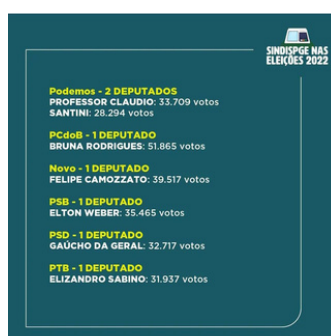 SINDISPGE NAS
ELEIÇÕES 2022
Podemos - 2 DEPUTADOS
PROFESSOR CLAUDIO: 33.709 votos
SANTINI: 28.294 votos
PCdoB - 1 DEPUTADO
BRUNA RODRIGUES: 51.865 votos
Novo - 1 DEPUTADO
FELIPE CAMOZZATO: 39.517 votos
PSB - 1 DEPUTADO
ELTON WEBER: 35.465 votos
PSD - 1 DEPUTADO
GAÚCHO DA GERAL: 32.717 votos
PTB - 1 DEPUTADO
ELIZANDRO SABINO: 31.937 votos